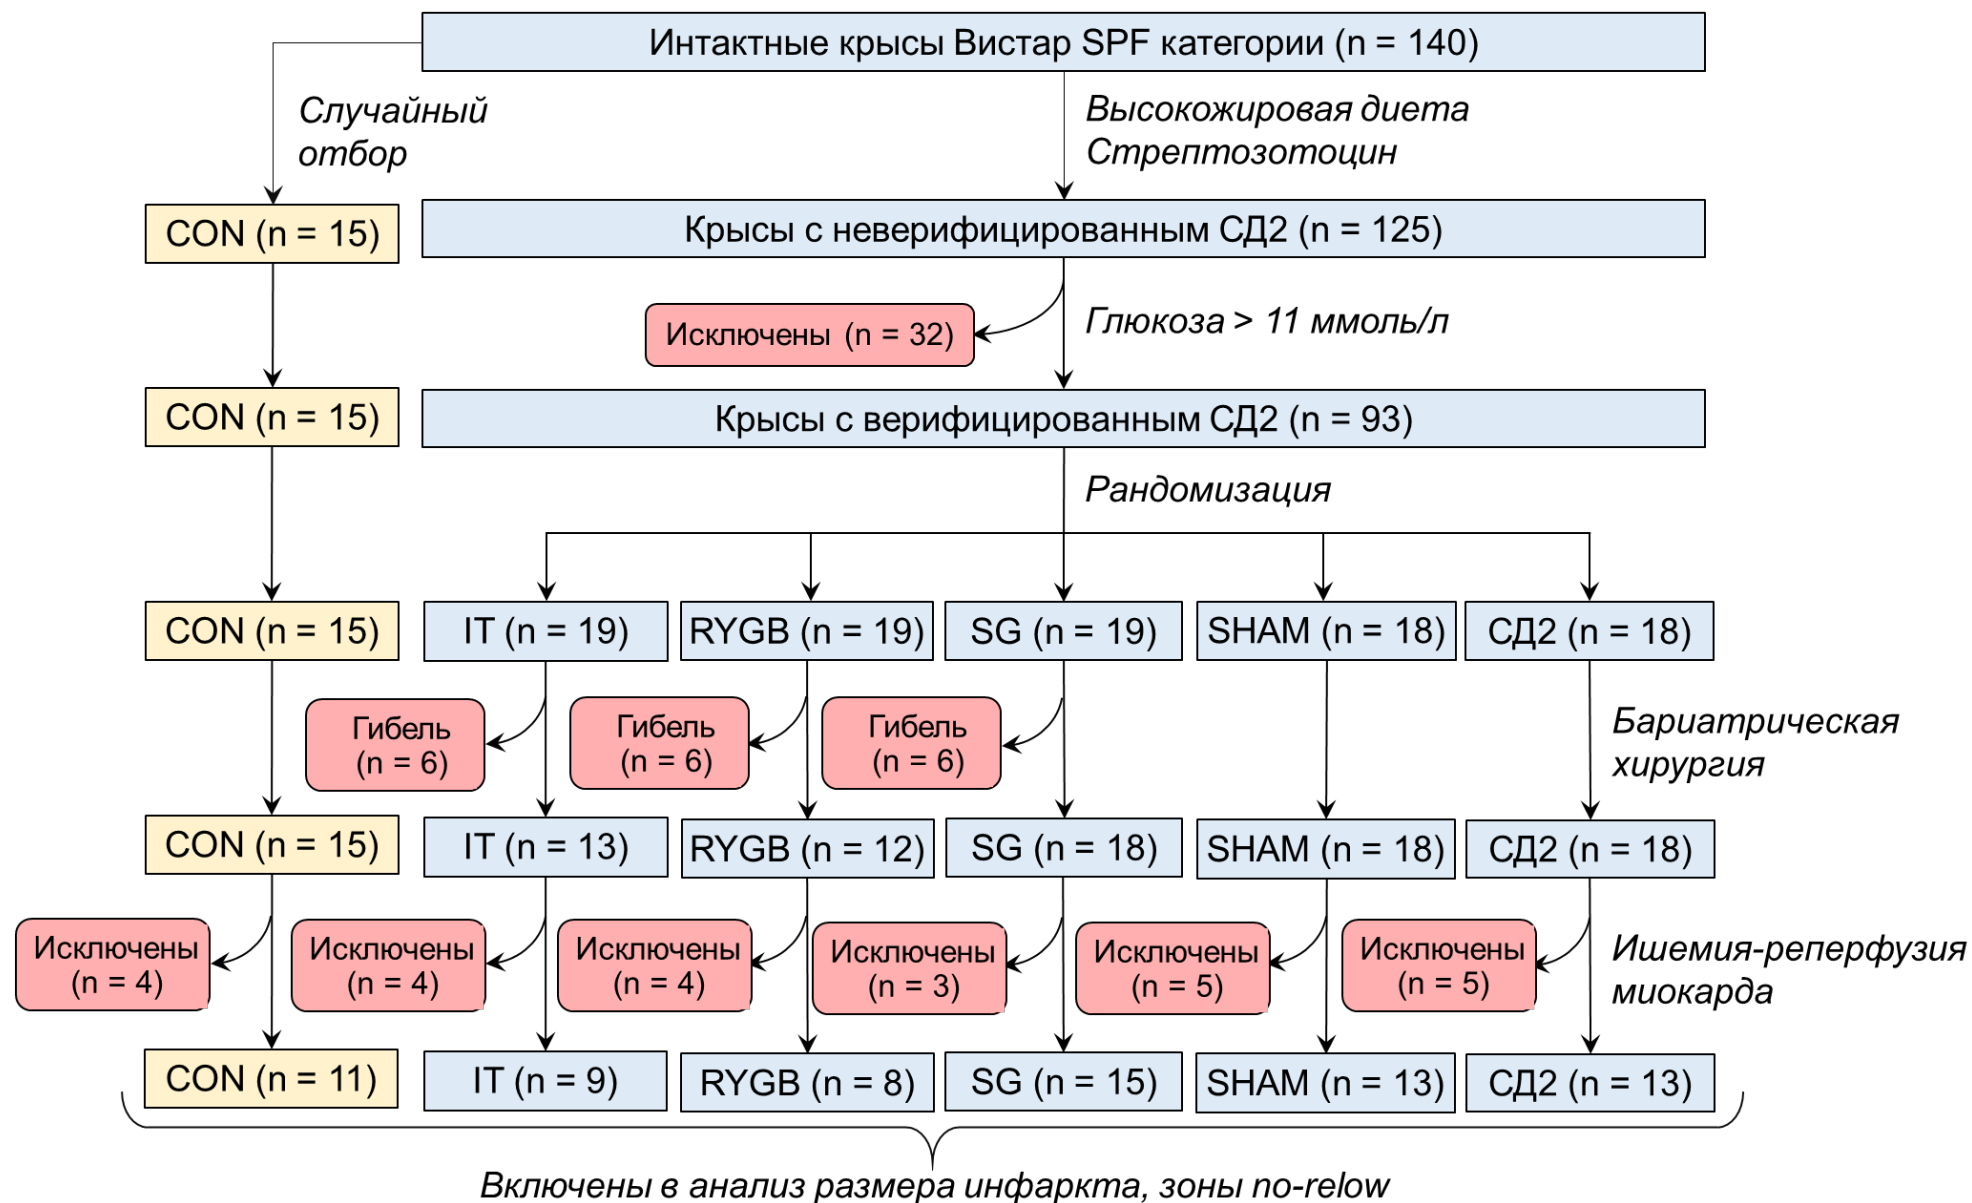 Интактные крысы Вистар SPF категории (n = 140)
Случайный
отбор
Высокожировая диета
Стрептозотоцин
CON (n = 15)
Крысы с неверифицированным СД2 (n = 125)
Исключены (n = 32)
Глюкоза > 11 ммоль/л
CON (n = 15)
Крысы с верифицированным СД2 (n = 93)
Рандомизация
CON (n = 15)
IT (n = 19)
RYGB (n = 19)
SG (n = 19)
SHAM (n = 18)
СД2 (n = 18)
Гибель
(n = 6)
Гибель
(n = 6)
Гибель
(n = 6)
Бариатрическая
хирургия
CON (n = 15)
IT (n = 13)
RYGB (n = 12)
SG (n = 18)
SHAM (n = 18)
СД2 (n = 18)
Исключены
(n = 4)
Исключены
(n = 4)
Исключены
(n = 4)
Исключены
(n = 3)
Исключены
(n = 5)
Исключены
(n = 5)
Ишемия-реперфузия
миокарда
CON (n = 11)
IT (n = 9)
RYGB (n = 8)
SG (n = 15)
SHAM (n = 13)
СД2 (n = 13)
Включены в анализ размера инфаркта, зоны no-relow